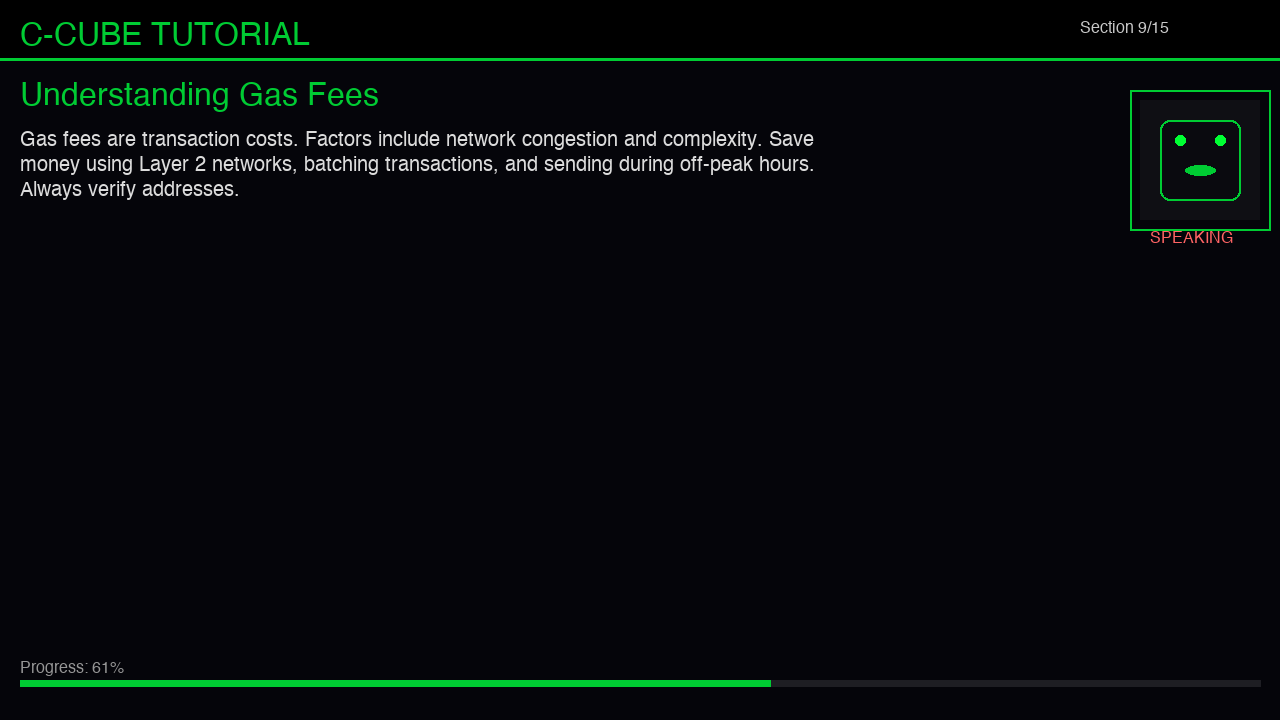 C-CUBE TUTORIAL
Section 9/15
Understanding Gas Fees
Gas fees are transaction costs. Factors include network congestion and complexity. Save
money using Layer 2 networks, batching transactions, and sending during off-peak hours.
Always verify addresses.
SPEAKING
Progress: 61%